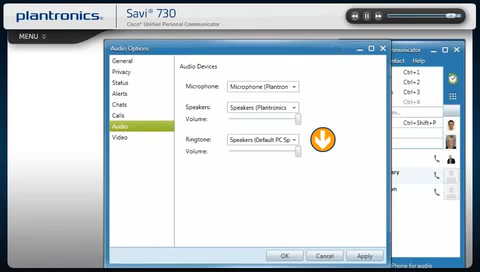 plantronics®
Savi® 730
Cisco® Unified Personal Communicator
MENU
Audio Options
General
Privacy
Status
Alerts
Chats
Calls
Audio
Video
Audio Devices
Microphone: Microphone (Plantron
Speakers: Speakers (Plantronics
Volume:
Ringtone: Speakers (Default PC Sp
Volume:
OK Cancel Apply
municator
ntact Help
Ctrl+1
Ctrl+2
Ctrl+3
Ctrl+4
Ctrl+Shift+P
ary
on
Phone for audio